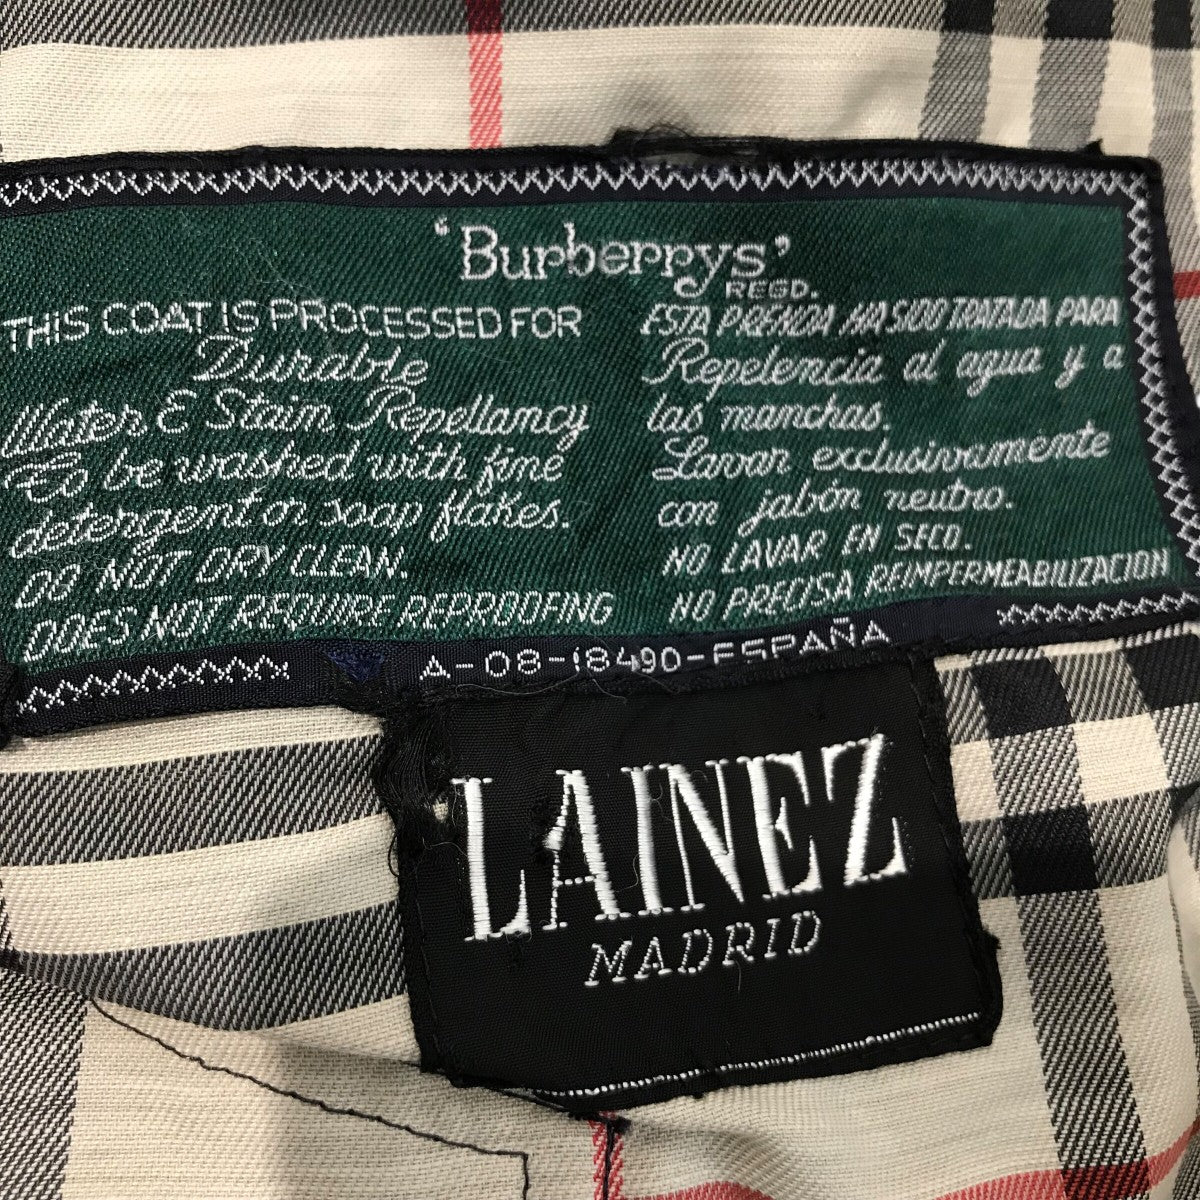 'Burberrys'
REGD.
THIS COAT IS PROCESSED FOR
Durable
Water & Stain Repellancy
To be washed with fine
detergent or soap flakes.
DO NOT DRY CLEAN.
DOES NOT REQUIRE REPROOFING
ESTA PRENDA HA SIDO TRATADA PARA
Repelencia al agua y a
las manchas.
Lavar exclusivamente
con jabón neutro.
NO LAVAR EN SECO.
NO PRECISA REIMPERMEABILIZACION
A-08-18490-ESPAÑA
LAINEZ
MADRID